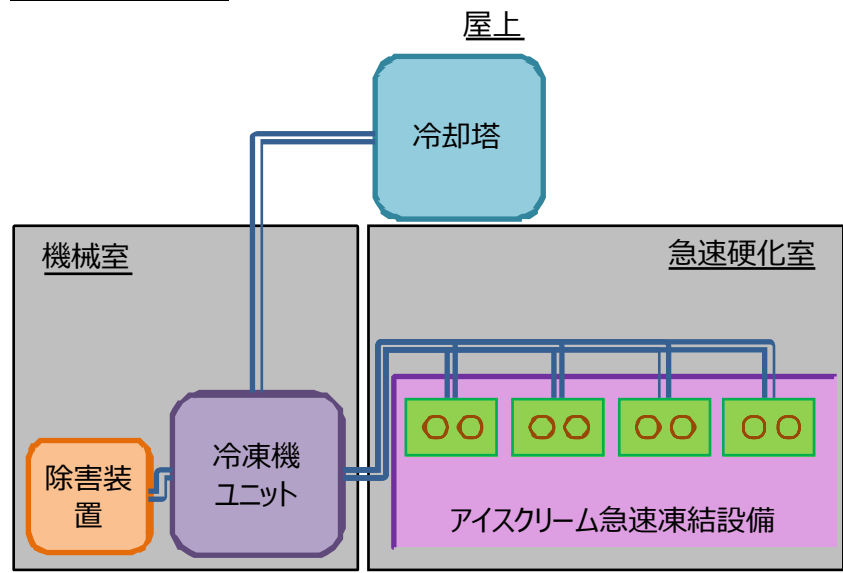 屋上
冷却塔
機械室
急速硬化室
冷凍機
ユニット
除害装
置
アイスクリーム急速凍結設備